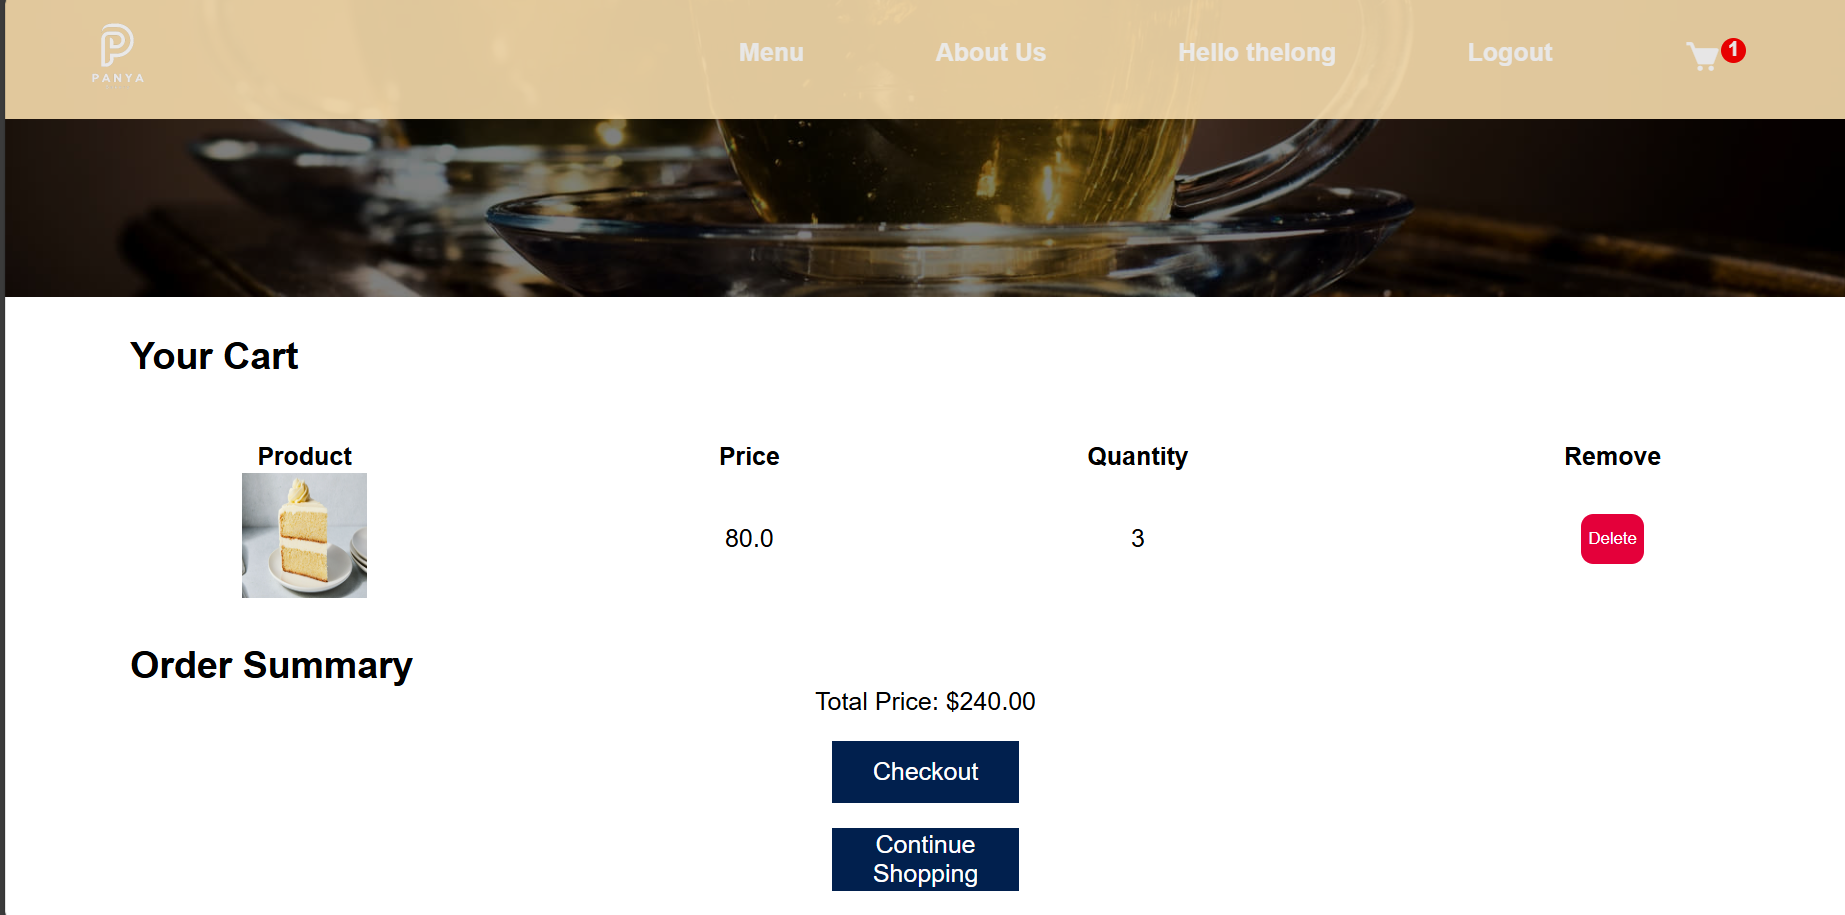 PANYA
Menu
About Us
Hello thelong
Logout
1
Your Cart
Product
Price
Quantity
Remove
80.0
3
Delete
Order Summary
Total Price: $240.00
Checkout
Continue
Shopping